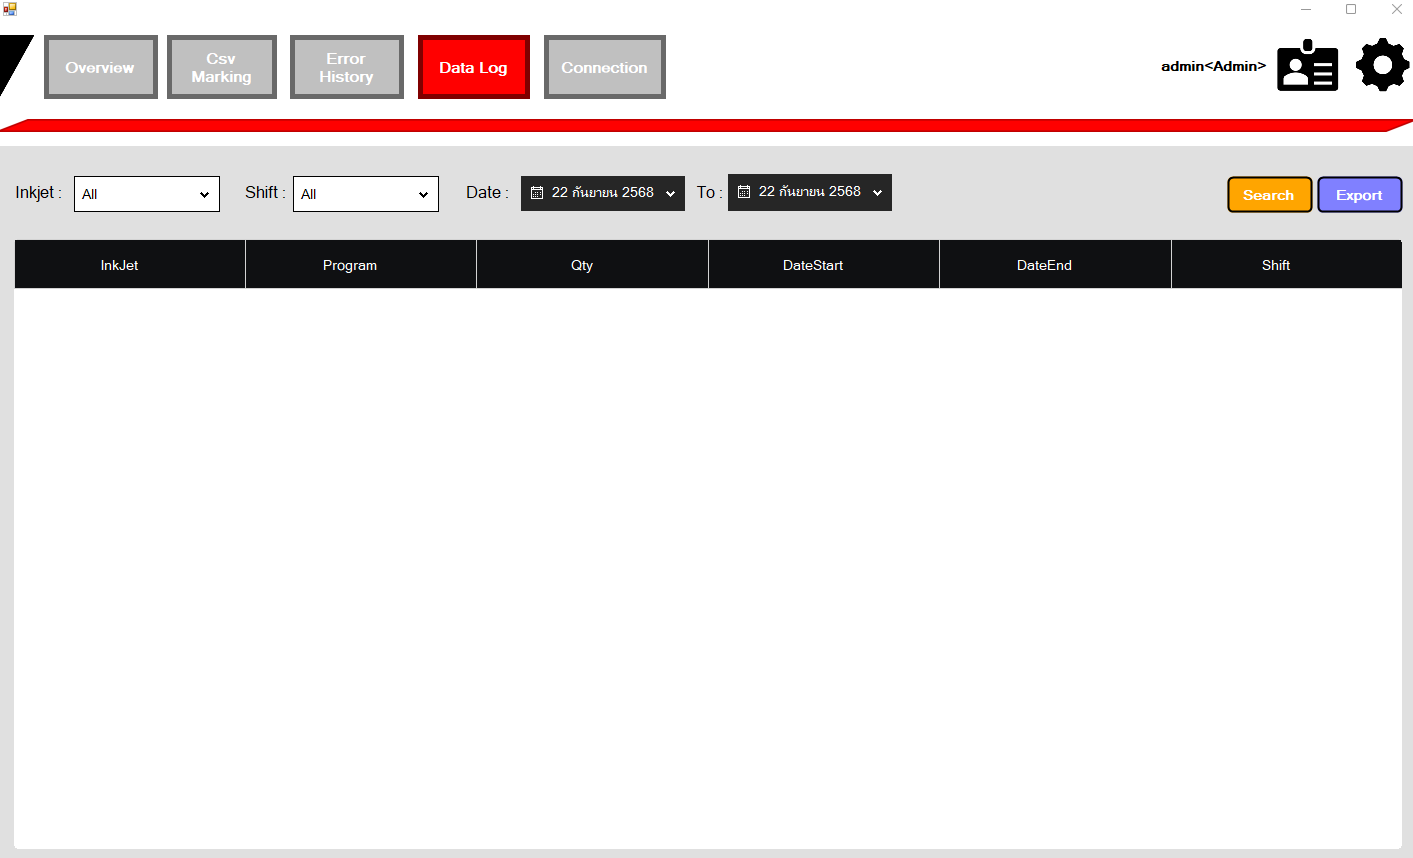 Overview
Csv
Marking
Error
History
Data Log
Connection
admin<Admin>
Inkjet :
All
Shift :
All
Date :
22 กันยายน 2568
To :
22 กันยายน 2568
Search
Export
InkJet
Program
Qty
DateStart
DateEnd
Shift